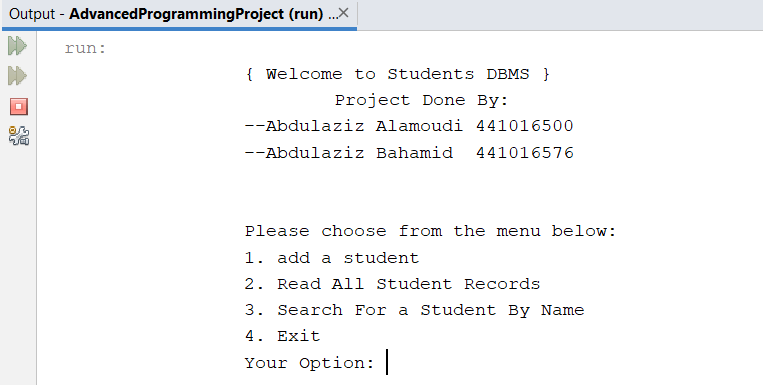 Output - AdvancedProgrammingProject (run) ...
run:
{ Welcome to Students DBMS }
Project Done By:
--Abdulaziz Alamoudi 441016500
--Abdulaziz Bahamid  441016576
Please choose from the menu below:
1. add a student
2. Read All Student Records
3. Search For a Student By Name
4. Exit
Your Option: